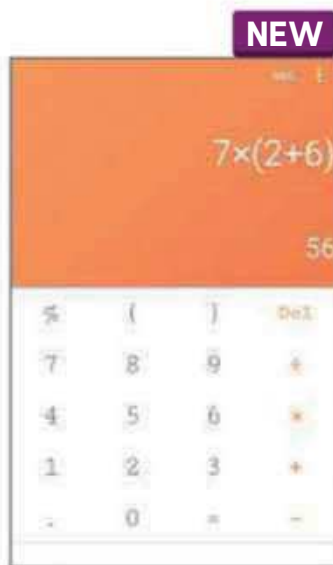 NEW
7×(2+6)
56
% ( ) Del
7 8 9 ÷
4 5 6 ×
1 2 3 +
. 0 = −